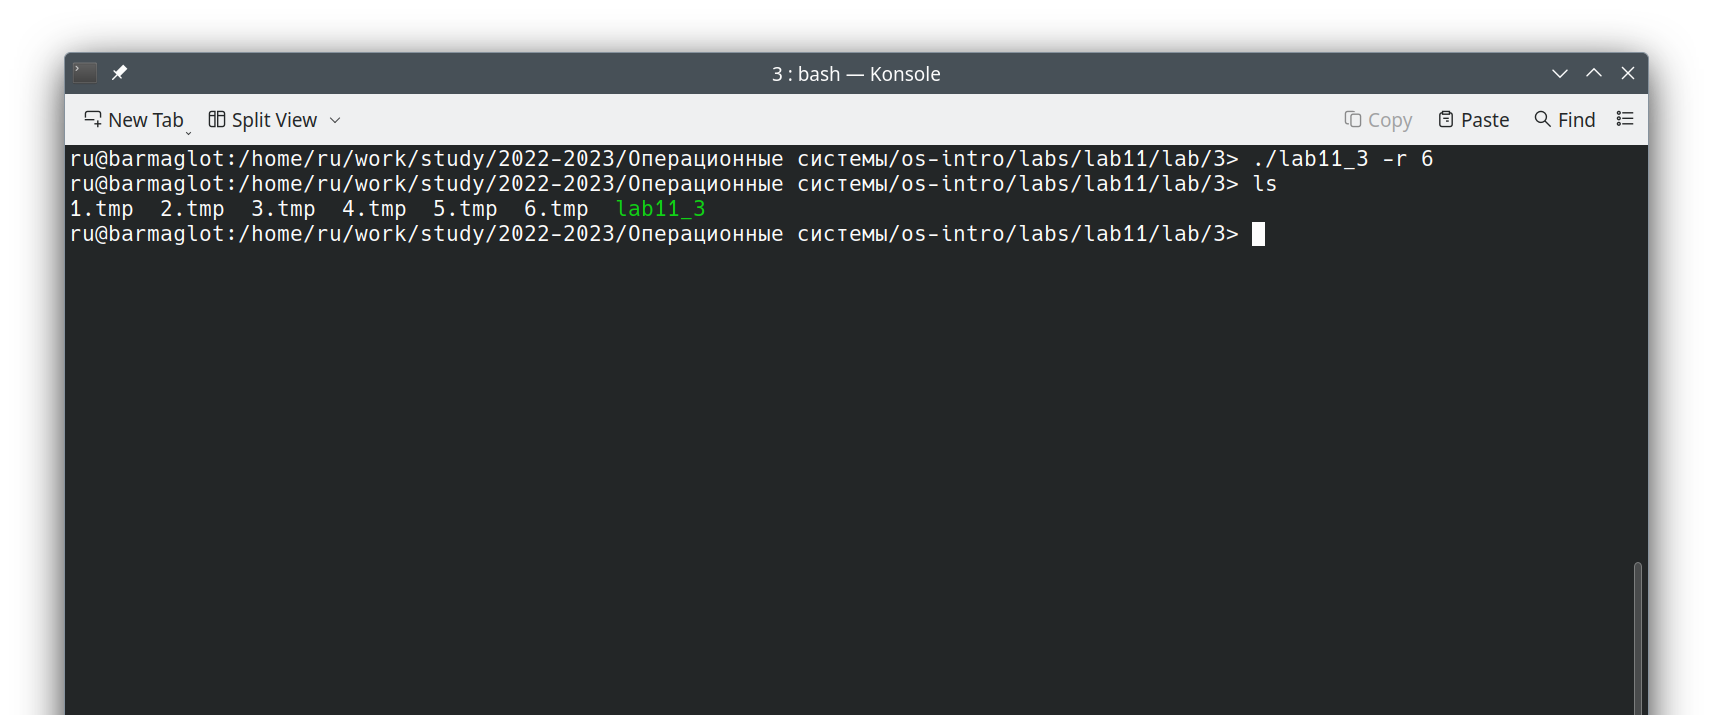 3 : bash — Konsole
New Tab Split View Copy Paste Find
ru@barmaglot:/home/ru/work/study/2022-2023/Операционные системы/os-intro/labs/lab11/lab/3> ./lab11_3 -r 6
ru@barmaglot:/home/ru/work/study/2022-2023/Операционные системы/os-intro/labs/lab11/lab/3> ls
1.tmp  2.tmp  3.tmp  4.tmp  5.tmp  6.tmp  lab11_3
ru@barmaglot:/home/ru/work/study/2022-2023/Операционные системы/os-intro/labs/lab11/lab/3>